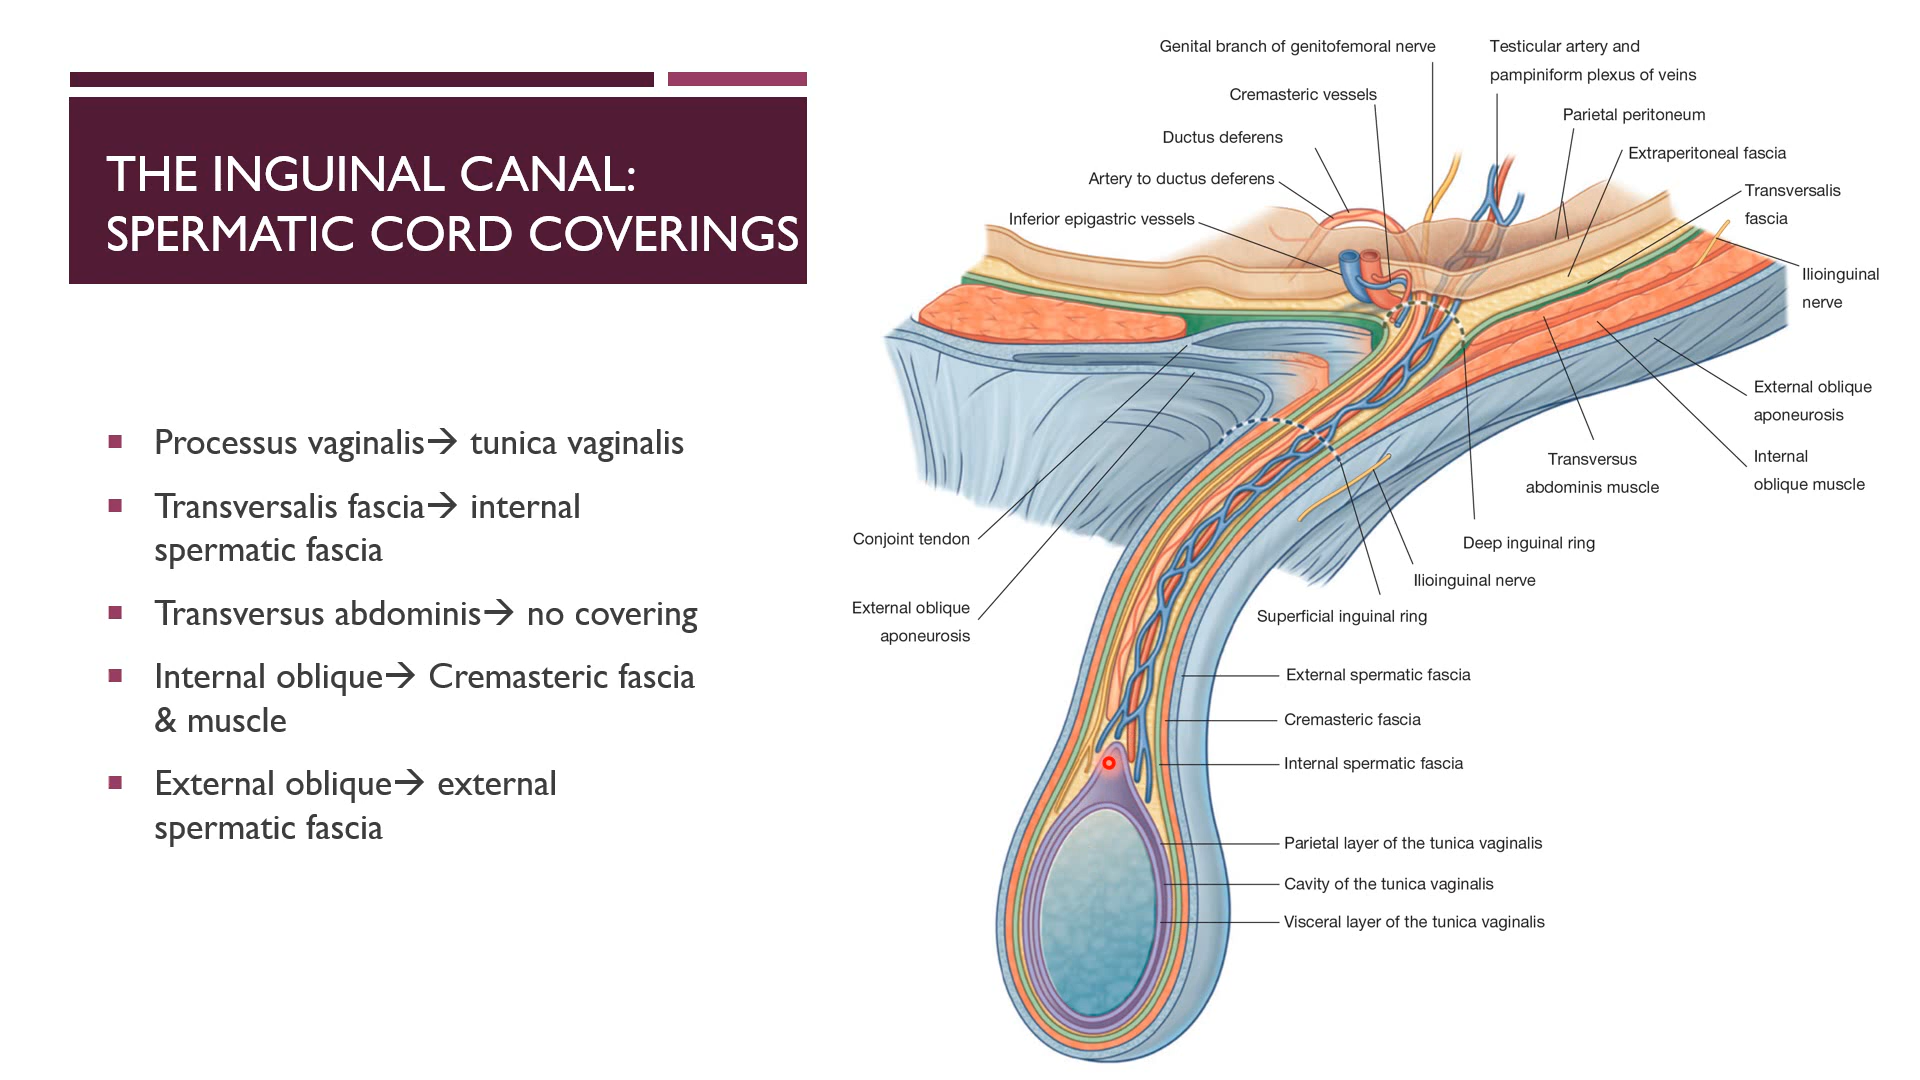 THE INGUINAL CANAL:
SPERMATIC CORD COVERINGS
Processus vaginalis→ tunica vaginalis
Transversalis fascia→ internal
spermatic fascia
Transversus abdominis→ no covering
Internal oblique→ Cremasteric fascia
& muscle
External oblique→ external
spermatic fascia
Genital branch of genitofemoral nerve
Testicular artery and
pampiniform plexus of veins
Cremasteric vessels
Parietal peritoneum
Ductus deferens
Extraperitoneal fascia
Artery to ductus deferens
Transversalis
fascia
Inferior epigastric vessels
Ilioinguinal
nerve
External oblique
aponeurosis
Transversus
abdominis muscle
Internal
oblique muscle
Conjoint tendon
Deep inguinal ring
Ilioinguinal nerve
External oblique
aponeurosis
Superficial inguinal ring
External spermatic fascia
Cremasteric fascia
Internal spermatic fascia
Parietal layer of the tunica vaginalis
Cavity of the tunica vaginalis
Visceral layer of the tunica vaginalis